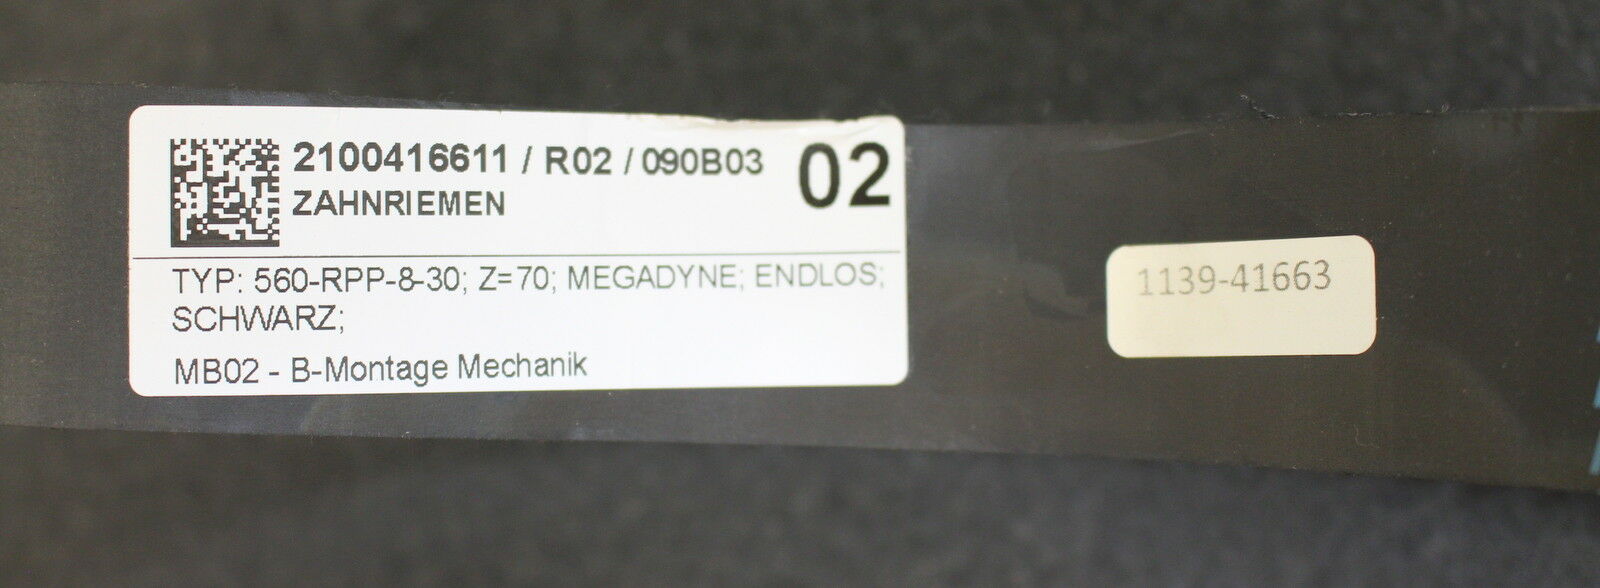 2100416611 / R02 / 090B03 02
ZAHNRIEMEN
TYP: 560-RPP-8-30; Z=70; MEGADYNE; ENDLOS;
SCHWARZ;
MB02 - B-Montage Mechanik
1139-41663